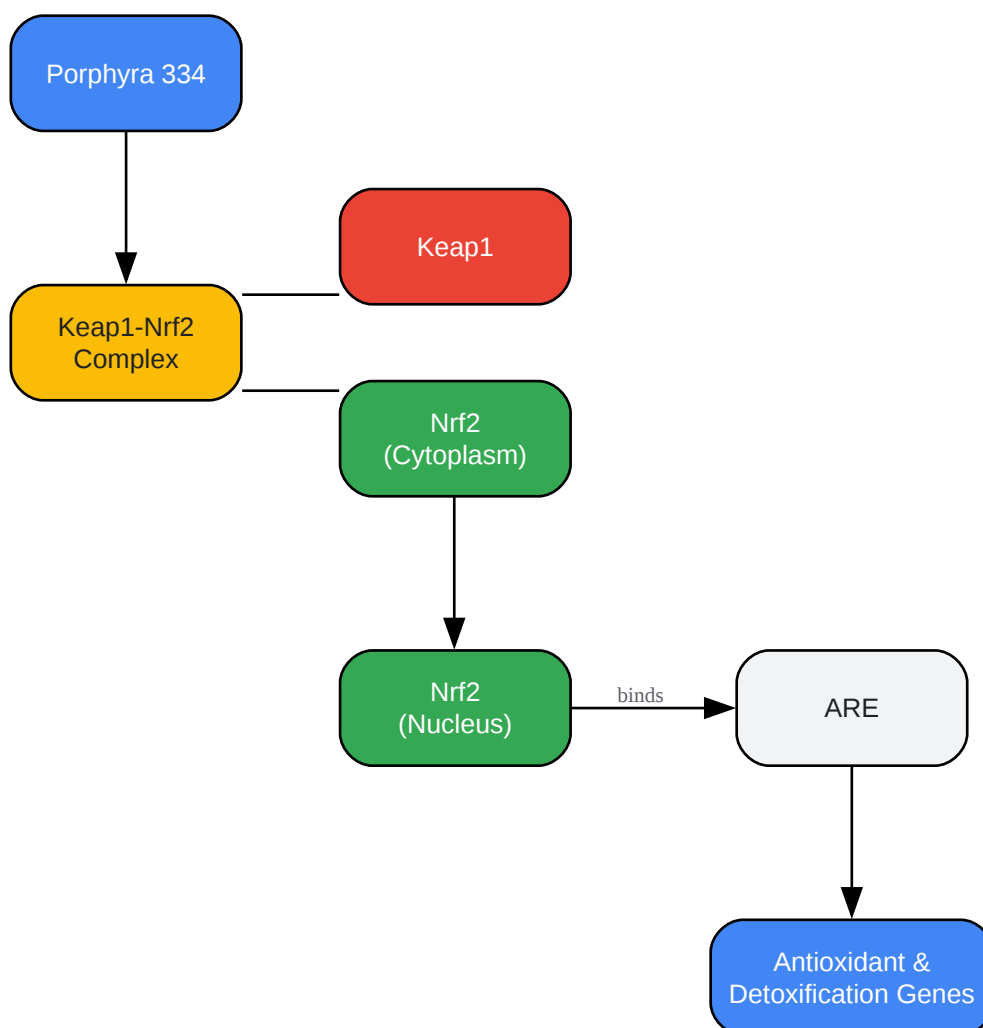 Porphyra 334
Keap1
Keap1-Nrf2
Complex
Nrf2
(Cytoplasm)
Nrf2
(Nucleus)
binds
ARE
Antioxidant &
Detoxification Genes